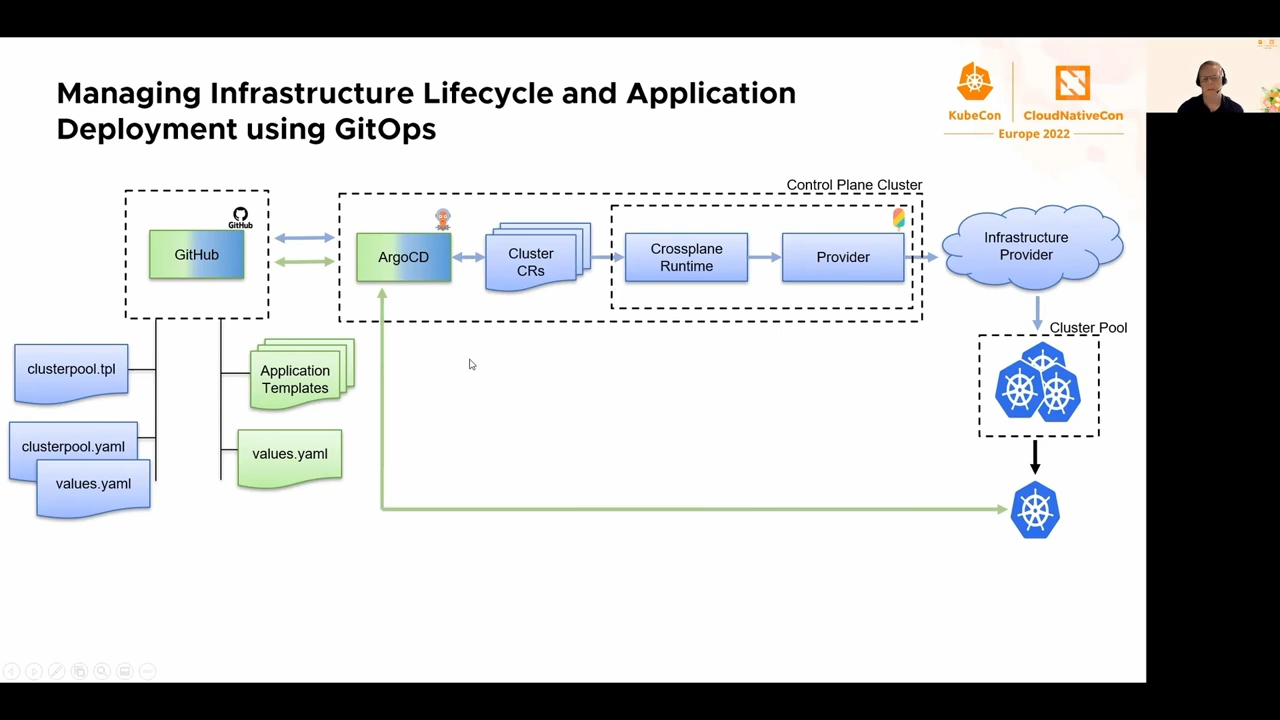 Managing Infrastructure Lifecycle and Application
Deployment using GitOps
KubeCon
CloudNativeCon
Europe 2022
Control Plane Cluster
GitHub
GitHub
ArgoCD
Cluster
CRs
Crossplane
Runtime
Provider
Infrastructure
Provider
Cluster Pool
clusterpool.tpl
Application
Templates
clusterpool.yaml
values.yaml
values.yaml